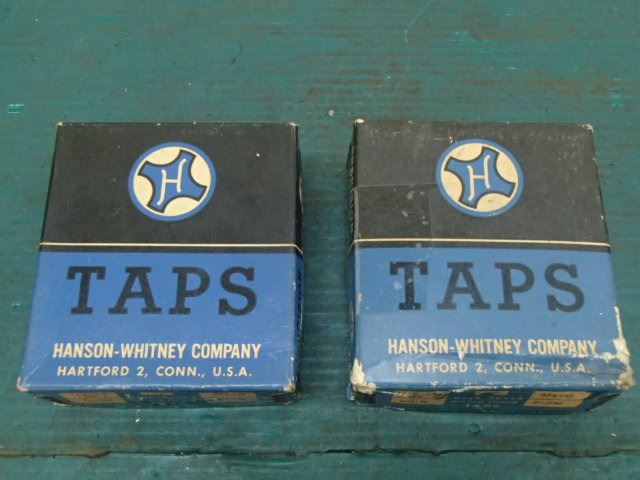 H
TAPS
HANSON-WHITNEY COMPANY
HARTFORD 2, CONN., U.S.A.
H
TAPS
HANSON-WHITNEY COMPANY
HARTFORD 2, CONN., U.S.A.